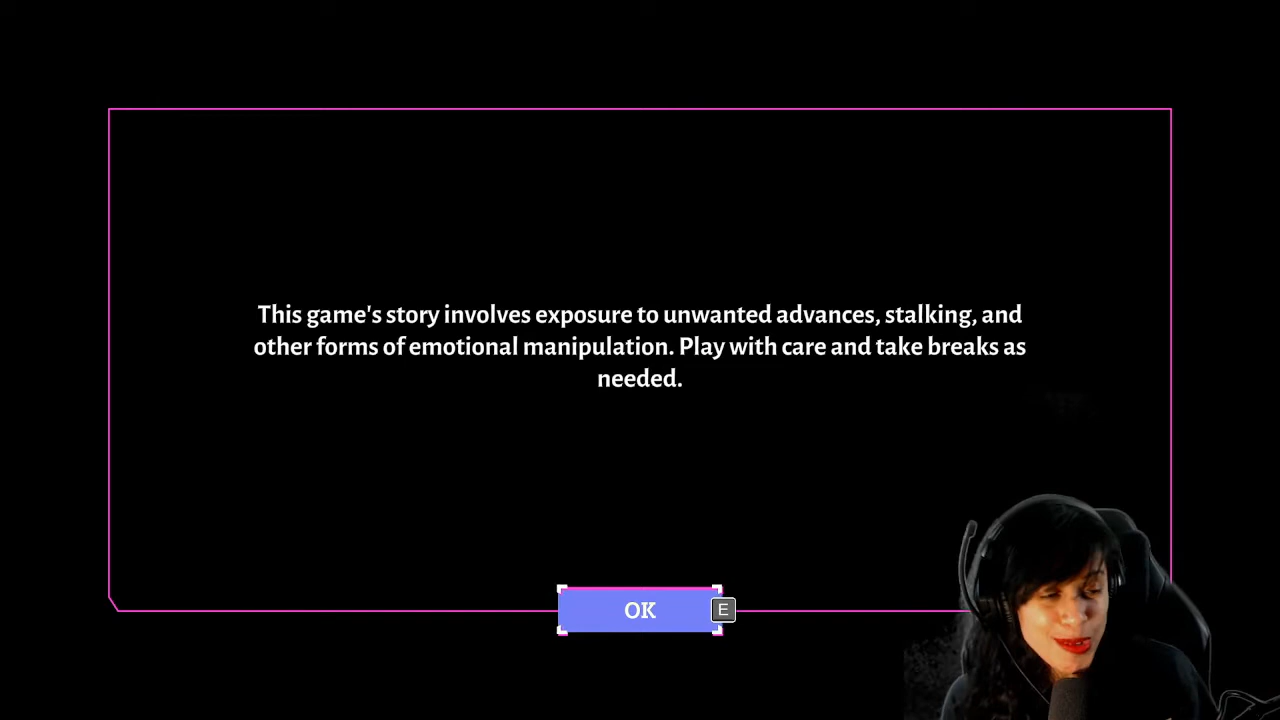 This game's story involves exposure to unwanted advances, stalking, and
other forms of emotional manipulation. Play with care and take breaks as
needed.
OK
E